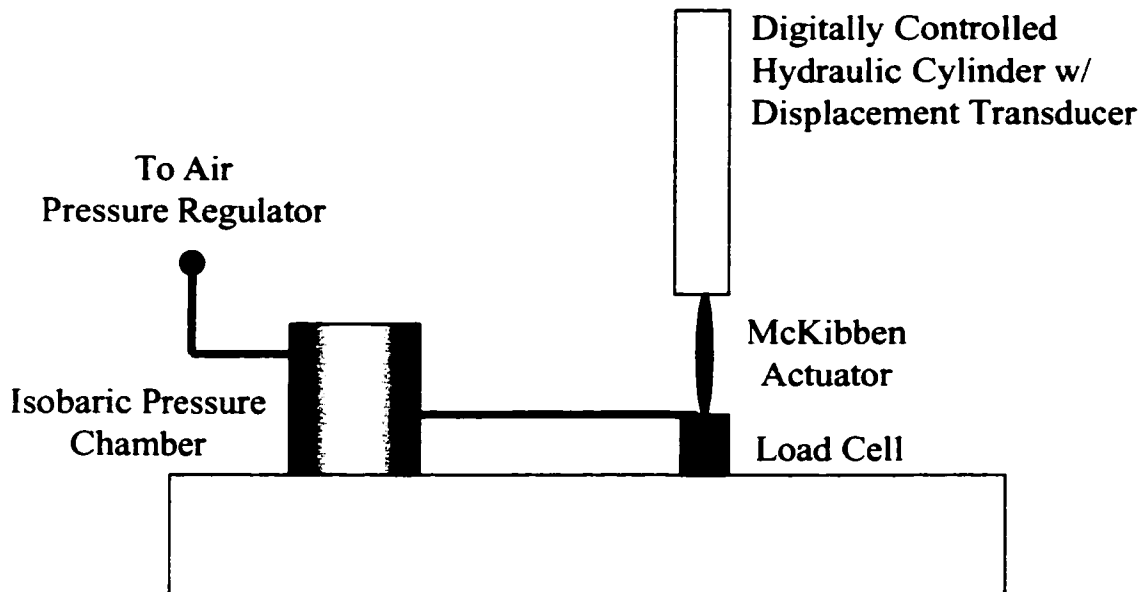 Digitally Controlled
Hydraulic Cylinder w/
Displacement Transducer
To Air
Pressure Regulator
McKibben
Actuator
Isobaric Pressure
Chamber
Load Cell